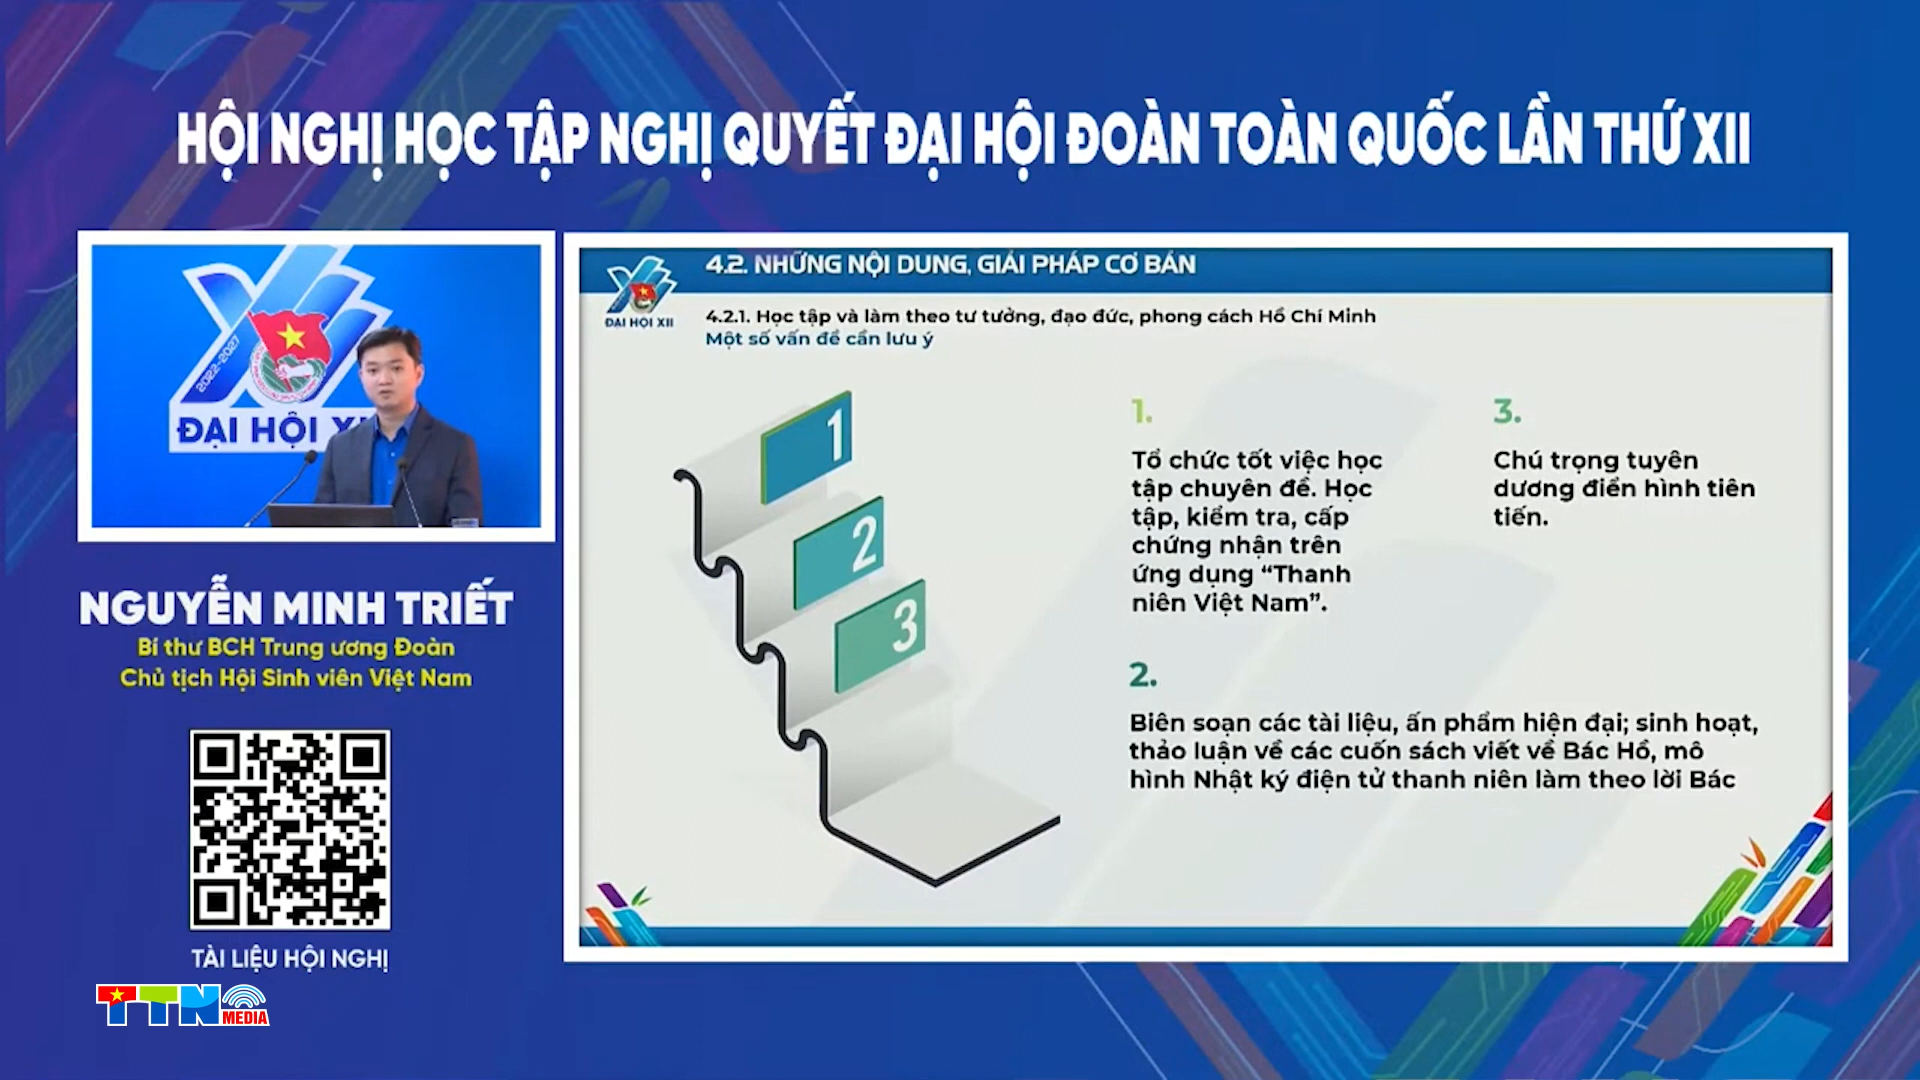 HỘI NGHỊ HỌC TẬP NGHỊ QUYẾT ĐẠI HỘI ĐOÀN TOÀN QUỐC LẦN THỨ XII
2022-2027
ĐẠI HỘI
NGUYỄN MINH TRIẾT
Bí thư BCH Trung ương Đoàn
Chủ tịch Hội Sinh viên Việt Nam
TÀI LIỆU HỘI NGHỊ
TTN
MEDIA
ĐẠI HỘI XII
4.2. NHỮNG NỘI DUNG, GIẢI PHÁP CƠ BẢN
4.2.1. Học tập và làm theo tư tưởng, đạo đức, phong cách Hồ Chí Minh
Một số vấn đề cần lưu ý
1
2
3
1.
Tổ chức tốt việc học
tập chuyên đề. Học
tập, kiểm tra, cấp
chứng nhận trên
ứng dụng “Thanh
niên Việt Nam”.
2.
Biên soạn các tài liệu, ấn phẩm hiện đại; sinh hoạt,
thảo luận về các cuốn sách viết về Bác Hồ, mô
hình Nhật ký điện tử thanh niên làm theo lời Bác
3.
Chú trọng tuyên
dương điển hình tiên
tiến.